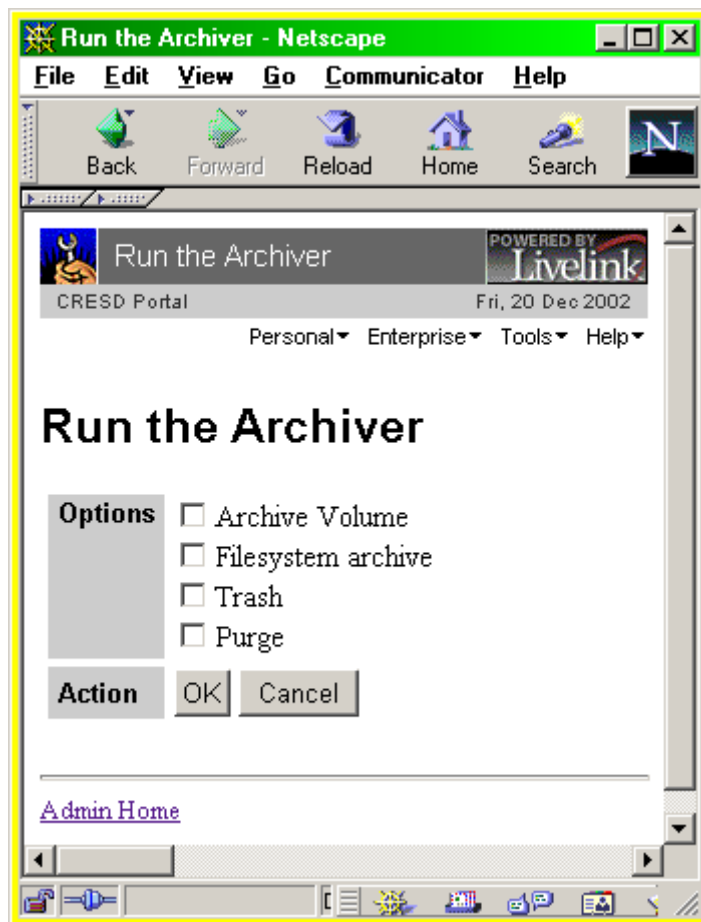 Run the Archiver - Netscape
File Edit View Go Communicator Help
N
Back Forward Reload Home Search
Run the Archiver
POWERED BY
Livelink
CRESD Portal Fri, 20 Dec 2002
Personal Enterprise Tools Help
Run the Archiver
Options
Archive Volume
Filesystem archive
Trash
Purge
Action OK Cancel
Admin Home